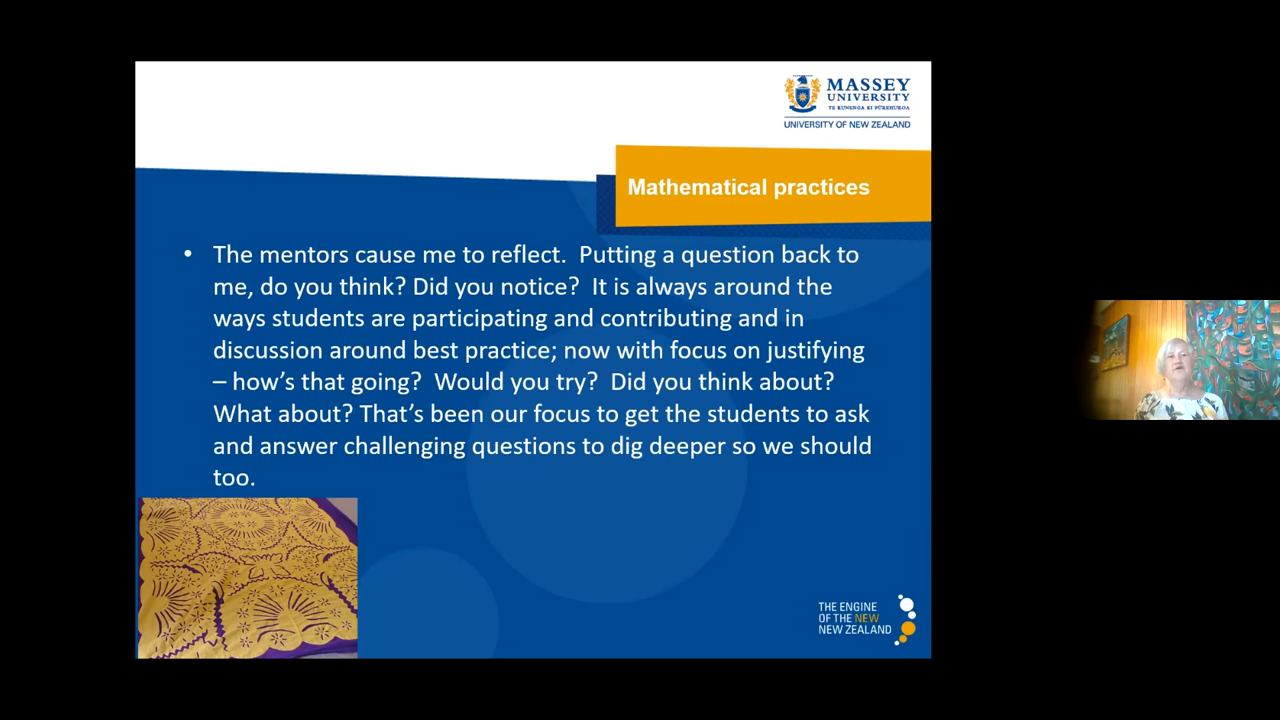 MASSEY
UNIVERSITY
TE KUNENGA KI PŪREHUROA
UNIVERSITY OF NEW ZEALAND
Mathematical practices
• The mentors cause me to reflect.  Putting a question back to
me, do you think? Did you notice?  It is always around the
ways students are participating and contributing and in
discussion around best practice; now with focus on justifying
– how’s that going?  Would you try?  Did you think about?
What about? That’s been our focus to get the students to ask
and answer challenging questions to dig deeper so we should
too.
THE ENGINE
OF THE NEW
NEW ZEALAND